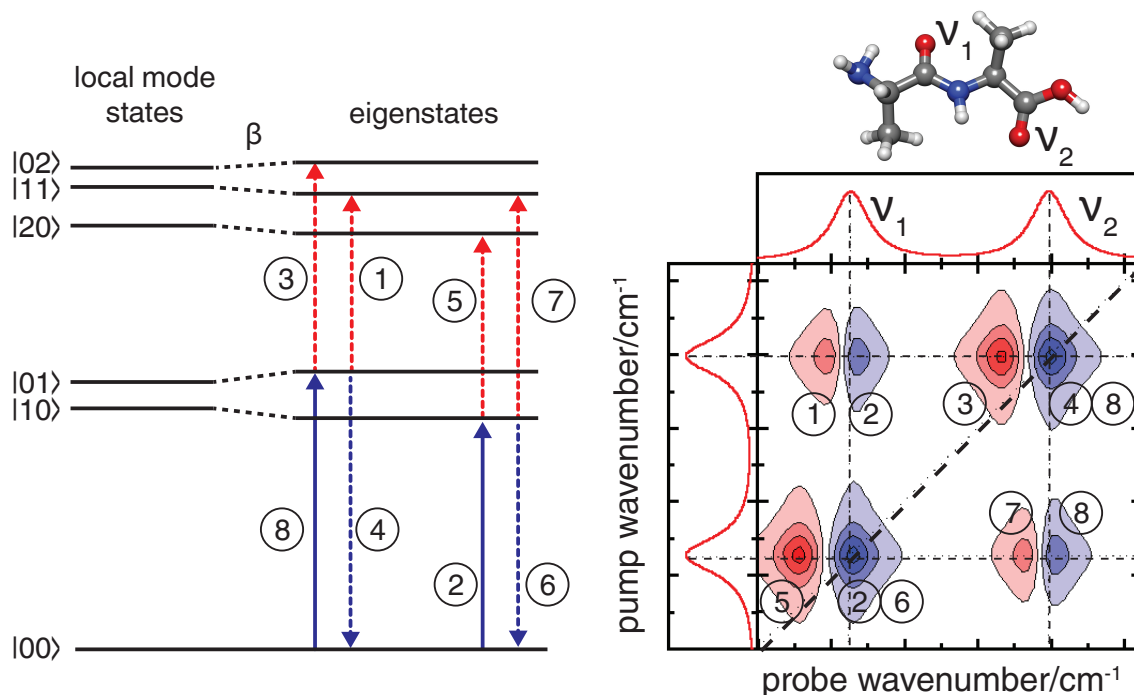 local mode
states
β
eigenstates
|02⟩
|11⟩
|20⟩
3
1
5
7
|01⟩
|10⟩
8
4
2
6
|00⟩
ν1
ν2
ν1
ν2
1
2
3
4
8
7
8
5
2
6
pump wavenumber/cm-1
probe wavenumber/cm-1